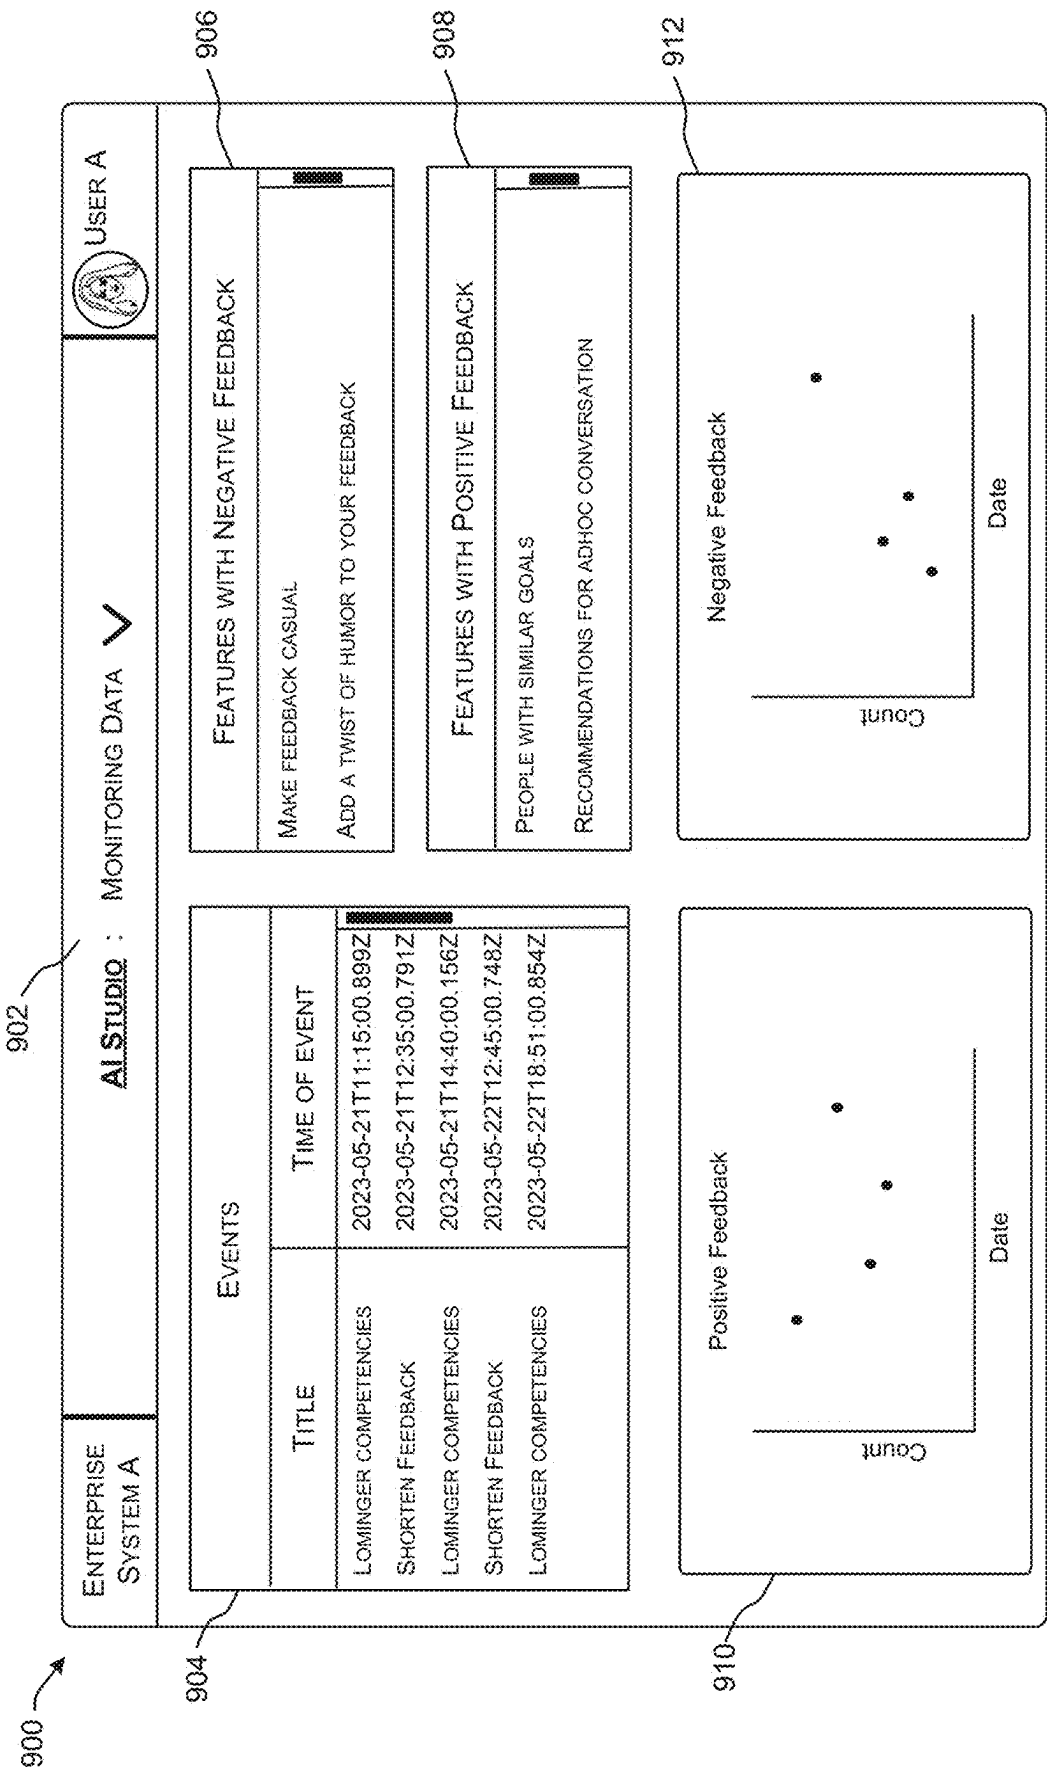 900
902
ENTERPRISE
SYSTEM A
AI STUDIO : MONITORING DATA
USER A
904
EVENTS
TITLE TIME OF EVENT
LOMINGER COMPETENCIES 2023-05-21T11:15:00.899Z
SHORTEN FEEDBACK 2023-05-21T12:35:00.791Z
LOMINGER COMPETENCIES 2023-05-21T14:40:00.156Z
SHORTEN FEEDBACK 2023-05-22T12:45:00.748Z
LOMINGER COMPETENCIES 2023-05-22T18:51:00.854Z
906
FEATURES WITH NEGATIVE FEEDBACK
MAKE FEEDBACK CASUAL
ADD A TWIST OF HUMOR TO YOUR FEEDBACK
908
FEATURES WITH POSITIVE FEEDBACK
PEOPLE WITH SIMILAR GOALS
RECOMMENDATIONS FOR ADHOC CONVERSATION
910
Positive Feedback
Count
Date
912
Negative Feedback
Count
Date